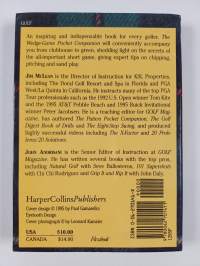 GOLF
An inspiring and indispensable book for every golfer, The
Wedge-Game Pocket Companion will conveniently accompany
you from clubhouse to green, shedding light on the secrets of
the all-important short game, giving expert tips on chipping,
pitching and sand play.
JIM MCLEAN is the Director of Instruction for KSL Properties,
including The Doral Golf Resort and Spa in Florida and PGA
West/La Quinta in California. He instructs many of the top PGA
Tour professionals such as the 1992 U.S. Open winner Tom Kite
and the 1995 AT&T Pebble Beach and 1995 Buick Invitational
winner Peter Jacobsen. He is a teaching editor for GOLF Mag-
azine, has authored The Putters Pocket Companion, The Golf
Digest Book of Drills and The Eight-Step Swing, and produced
highly successful videos including The X-Factor and 20 Prob-
lems/20 Solutions.
JOHN ANDRISANI is the Senior Editor of Instruction at GOLF
Magazine. He has written several books with the top pros,
including Natural Golf with Seve Ballesteros, 101 Supershots
with Chi Chi Rodriguez and Grip It and Rip It with John Daly.
HarperCollinsPublishers
Cover design © 1995 by Paul Gamarello/
Eyetooth Design
Cover photograph © by Leonard Kamsler
USA $10.00
CANADA $14.00